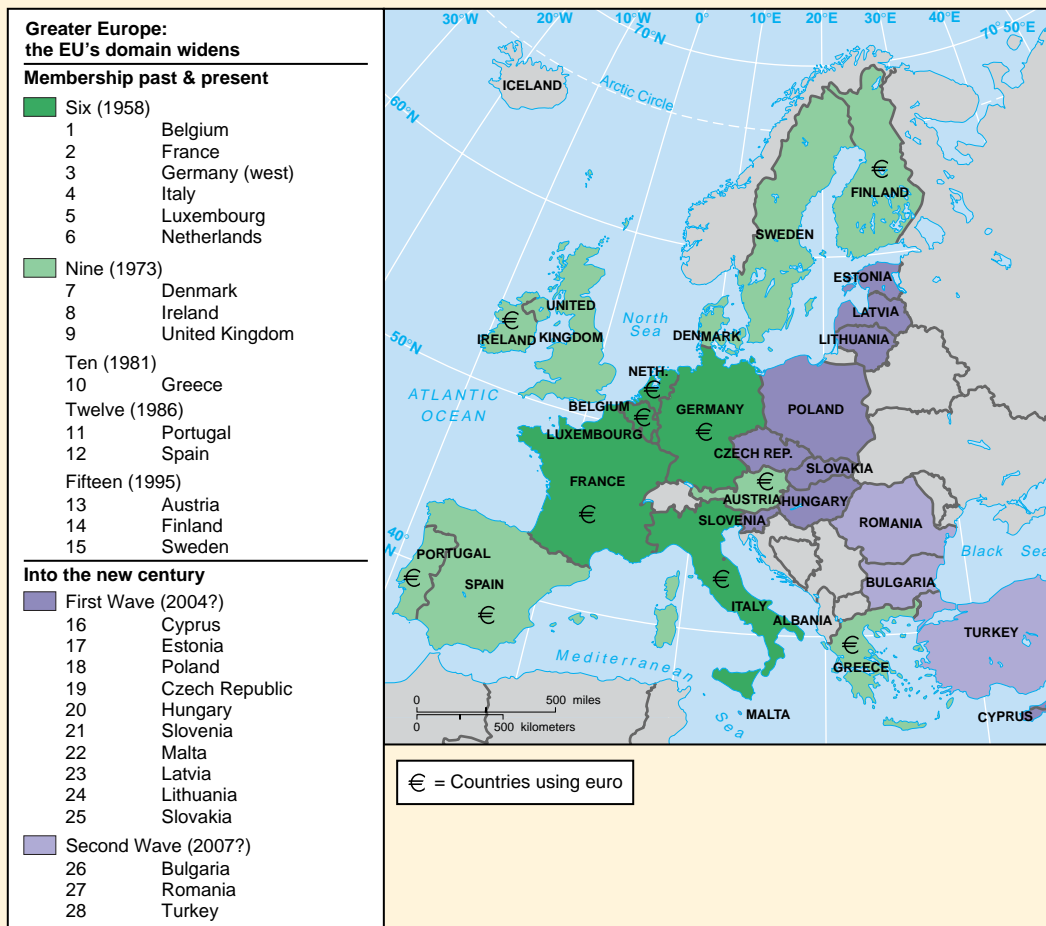 Greater Europe:
the EU's domain widens
Membership past & present
Six (1958)
1 Belgium
2 France
3 Germany (west)
4 Italy
5 Luxembourg
6 Netherlands
Nine (1973)
7 Denmark
8 Ireland
9 United Kingdom
Ten (1981)
10 Greece
Twelve (1986)
11 Portugal
12 Spain
Fifteen (1995)
13 Austria
14 Finland
15 Sweden
Into the new century
First Wave (2004?)
16 Cyprus
17 Estonia
18 Poland
19 Czech Republic
20 Hungary
21 Slovenia
22 Malta
23 Latvia
24 Lithuania
25 Slovakia
Second Wave (2007?)
26 Bulgaria
27 Romania
28 Turkey
30°W 20°W 10°W 0° 10°E 20°E 30°E 40°E 50°E
70°N
70°
60°N
50°N
40°
N
Arctic Circle
ICELAND
€
FINLAND
SWEDEN
ESTONIA
LATVIA
LITHUANIA
UNITED
KINGDOM
€
IRELAND
North
Sea
DENMARK
NETH.
€
ATLANTIC
OCEAN
BELGIUM
€
LUXEMBOURG
GERMANY
€
POLAND
CZECH REP.
SLOVAKIA
€
AUSTRIA
HUNGARY
FRANCE
€
SLOVENIA
ROMANIA
Black Sea
BULGARIA
PORTUGAL
€
SPAIN
€
€
ITALY
ALBANIA
€
GREECE
TURKEY
Mediterranean
Sea
MALTA
CYPRUS
0 500 miles
0 500 kilometers
€ = Countries using euro